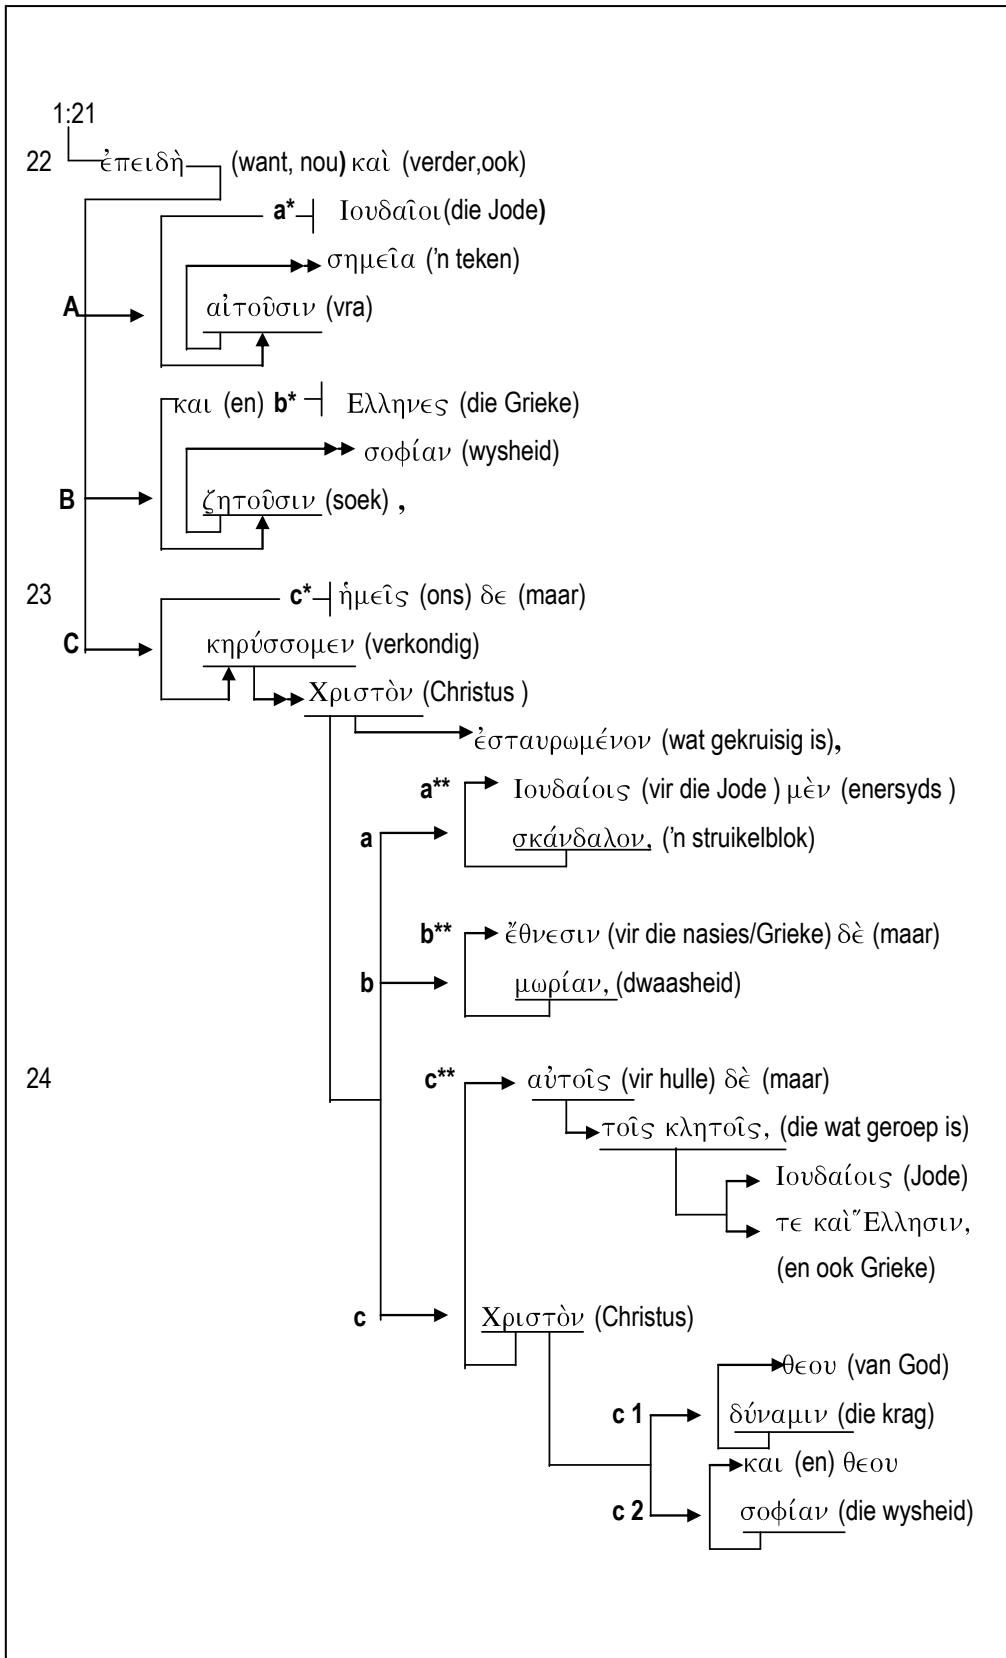 1:21
22 ἐπειδὴ (want, nou) καὶ (verder,ook)
a* Ιουδαῖοι (die Jode)
σημεῖα ('n teken)
A
αἰτοῦσιν (vra)
και (en) b* Ελληνες (die Grieke)
σοφίαν (wysheid)
B ζητοῦσιν (soek) ,
23 c* ἡμεῖς (ons) δε (maar)
C κηρύσσομεν (verkondig)
Χριστὸν (Christus )
ἐσταυρωμένον (wat gekruisig is),
a** Ιουδαίοις (vir die Jode ) μὲν (enersyds )
a σκάνδαλον, ('n struikelblok)
b** ἔθνεσιν (vir die nasies/Grieke) δὲ (maar)
b μωρίαν, (dwaasheid)
24 c** αὐτοῖς (vir hulle) δὲ (maar)
τοῖς κλητοῖς, (die wat geroep is)
Ιουδαίοις (Jode)
τε καὶ Ἕλλησιν,
(en ook Grieke)
c Χριστὸν (Christus)
θεου (van God)
c 1 δύναμιν (die krag)
και (en) θεου
c 2 σοφίαν (die wysheid)